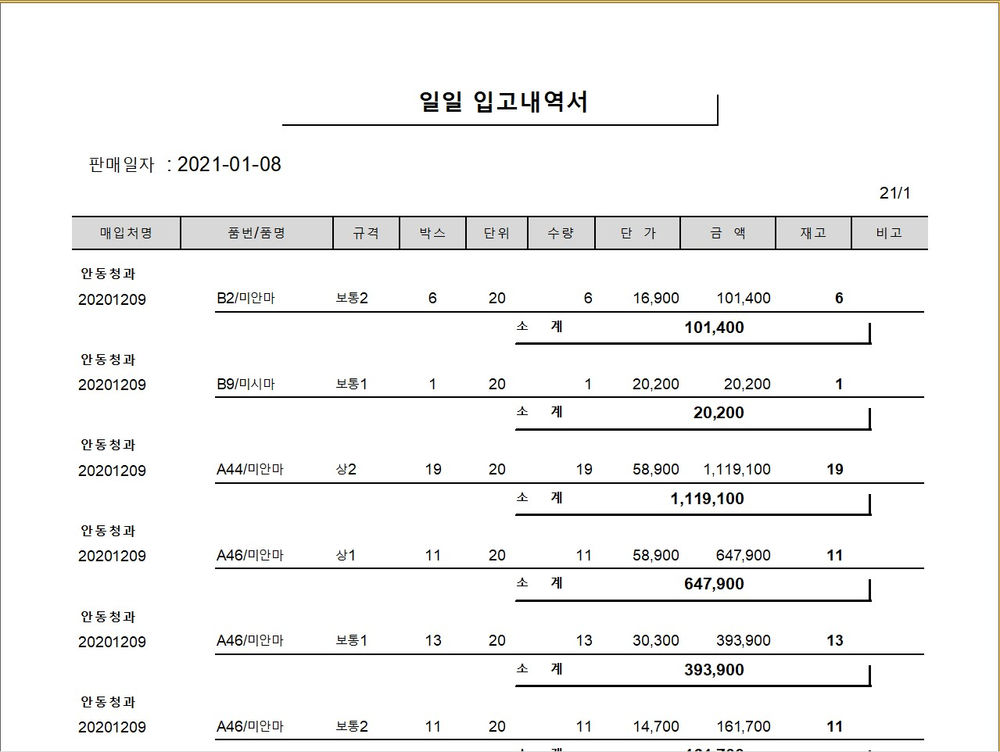 일일 입고내역서
판매일자 : 2021-01-08
21/1
매입처명 품번/품명 규격 박스 단위 수량 단 가 금 액 재고 비고
안동청과
20201209 B2/미안마 보통2 6 20 6 16,900 101,400 6
소 계 101,400
안동청과
20201209 B9/미시마 보통1 1 20 1 20,200 20,200 1
소 계 20,200
안동청과
20201209 A44/미안마 상2 19 20 19 58,900 1,119,100 19
소 계 1,119,100
안동청과
20201209 A46/미안마 상1 11 20 11 58,900 647,900 11
소 계 647,900
안동청과
20201209 A46/미안마 보통1 13 20 13 30,300 393,900 13
소 계 393,900
안동청과
20201209 A46/미안마 보통2 11 20 11 14,700 161,700 11